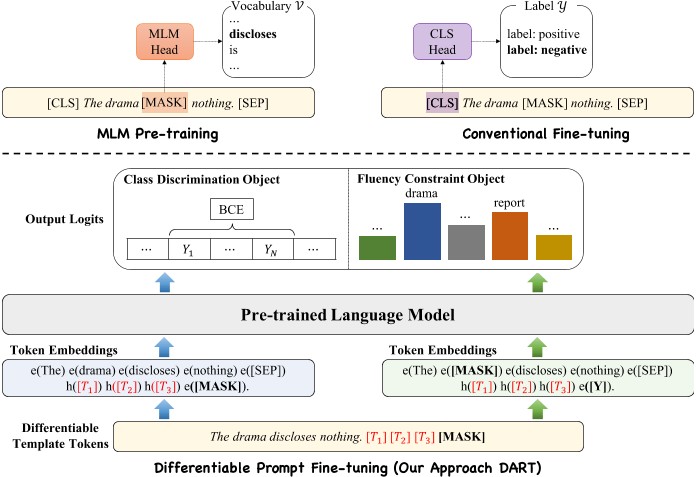 Vocabulary 𝒱
...
discloses
is
...
MLM
Head
[CLS] The drama [MASK] nothing. [SEP]
MLM Pre-training
Label 𝒴
label: positive
label: negative
CLS
Head
[CLS] The drama [MASK] nothing. [SEP]
Conventional Fine-tuning
Output Logits
Class Discrimination Object
BCE
... Y1 ... YN ...
Fluency Constraint Object
... drama ... report ...
Pre-trained Language Model
Token Embeddings
e(The) e(drama) e(discloses) e(nothing) e([SEP])
h([T1]) h([T2]) h([T3]) e([MASK]).
Token Embeddings
e(The) e([MASK]) e(discloses) e(nothing) e([SEP])
h([T1]) h([T2]) h([T3]) e([Y]).
Differentiable
Template Tokens
The drama discloses nothing. [T1] [T2] [T3] [MASK]
Differentiable Prompt Fine-tuning (Our Approach DART)